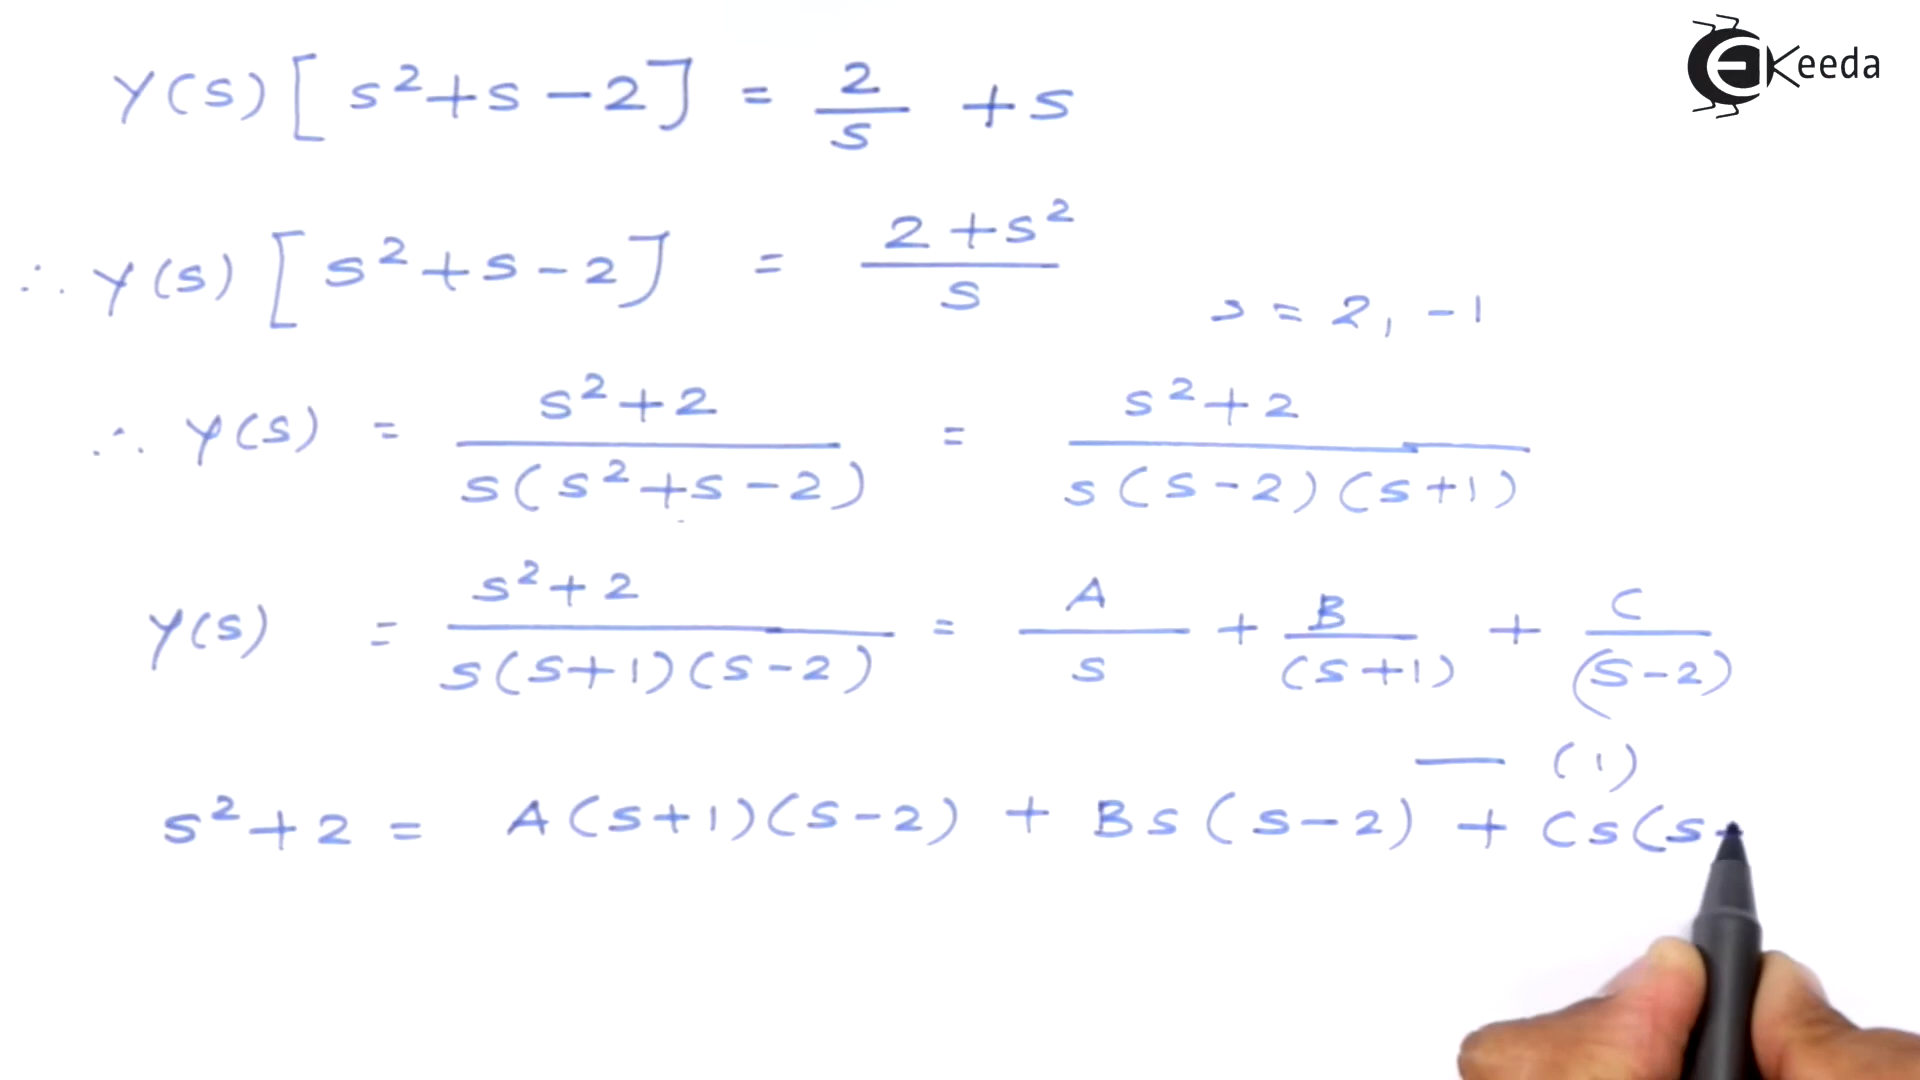 EKeeda
Y(s)[s²+s-2] = 2/s + s
∴ Y(s)[s²+s-2] = 2+s²/s
s = 2, -1
∴ Y(s) = s²+2/s(s²+s-2) = s²+2/s(s-2)(s+1)
Y(s) = s²+2/s(s+1)(s-2) = A/s + B/(s+1) + C/(s-2)
— (1)
s²+2 = A(s+1)(s-2) + Bs(s-2) + Cs(s-